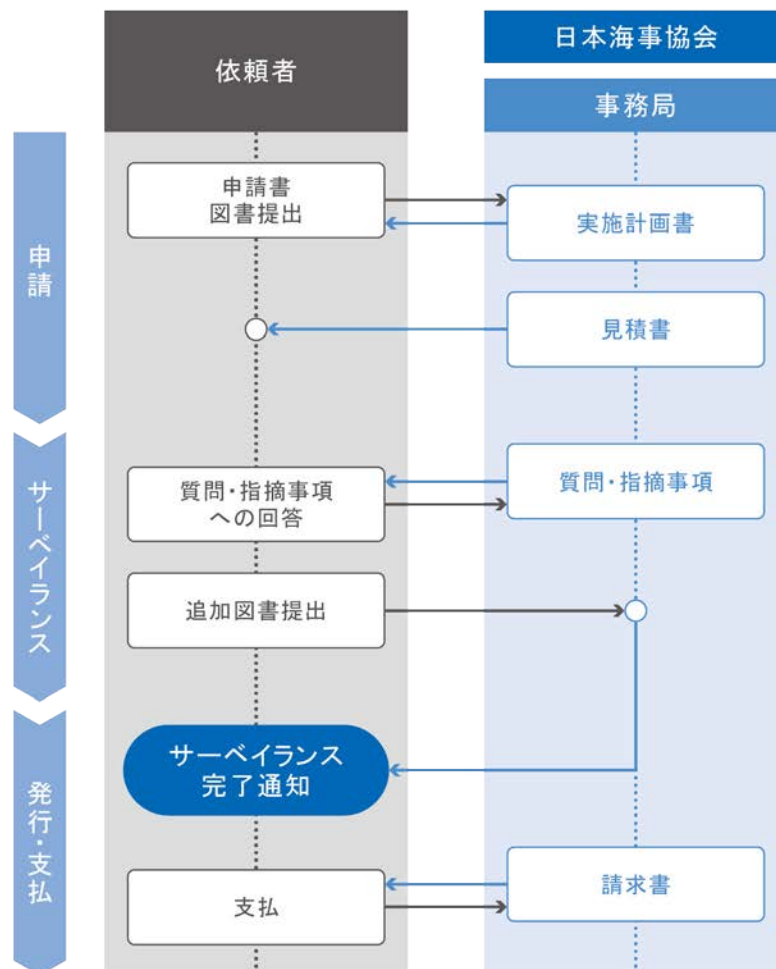 依頼者
日本海事協会
事務局
申請
申請書
図書提出
実施計画書
見積書
サーベイランス
質問・指摘事項
への回答
質問・指摘事項
追加図書提出
発行・支払
サーベイランス
完了通知
請求書
支払